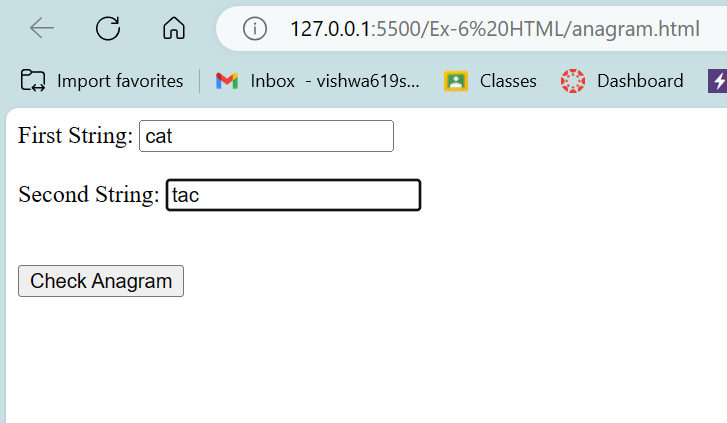 127.0.0.1:5500/Ex-6%20HTML/anagram.html
Import favorites Inbox - vishwa619s... Classes Dashboard
First String: cat
Second String: tac
Check Anagram